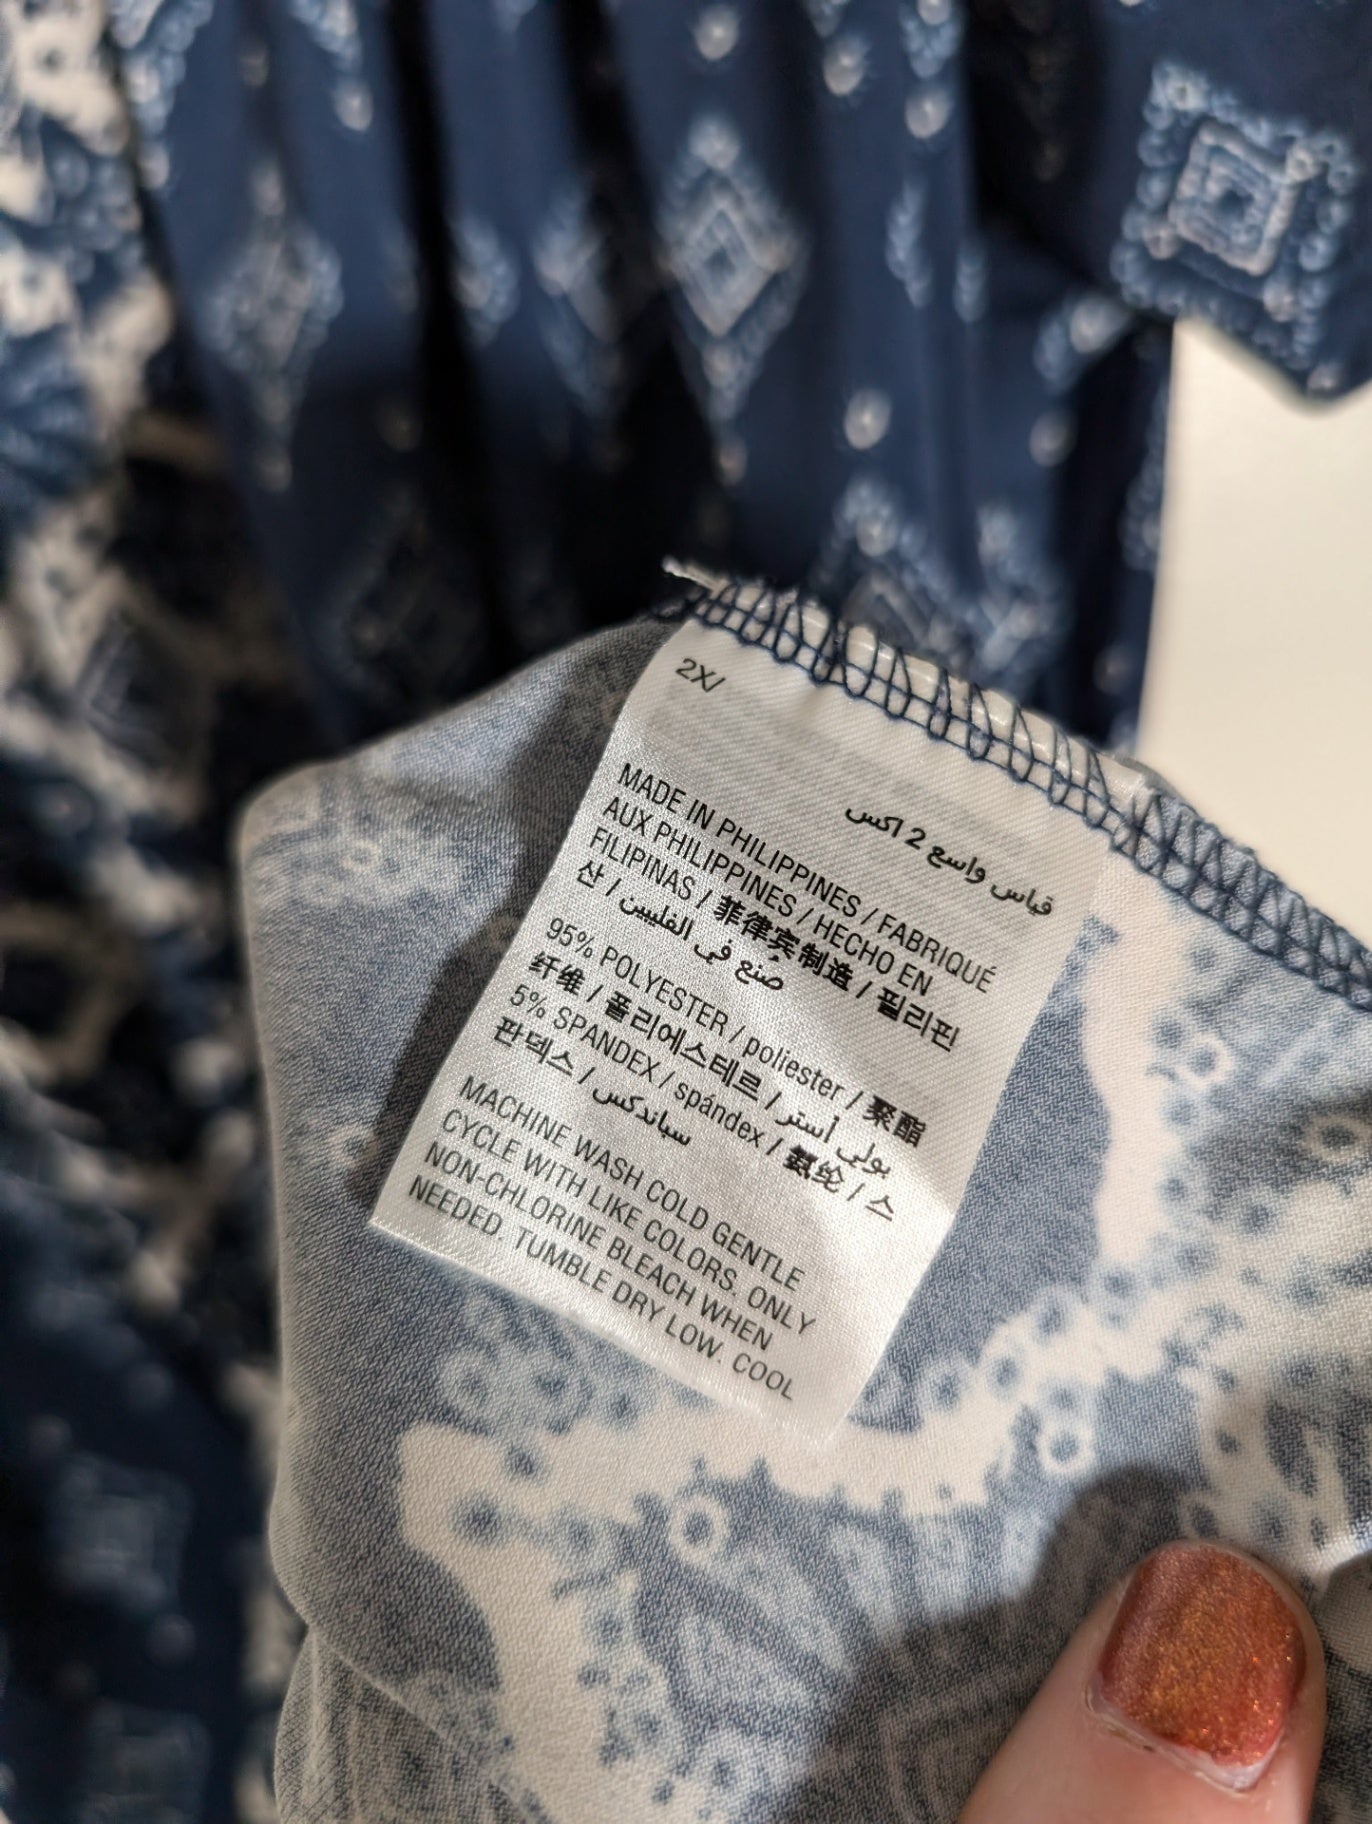 2X/
قياس واسع 2 اكس
MADE IN PHILIPPINES / FABRIQUÉ
AUX PHILIPPINES / HECHO EN
FILIPINAS / 菲律宾制造 / 필리핀
산 / صنع في الفلبيين
95% POLYESTER / poliester / 聚酯
纤维 / 폴리에스테르 / بولي أستر
5% SPANDEX / spándex / 氨纶 / 스
판덱스 / سباندكس
MACHINE WASH COLD GENTLE
CYCLE WITH LIKE COLORS. ONLY
NON-CHLORINE BLEACH WHEN
NEEDED. TUMBLE DRY LOW. COOL